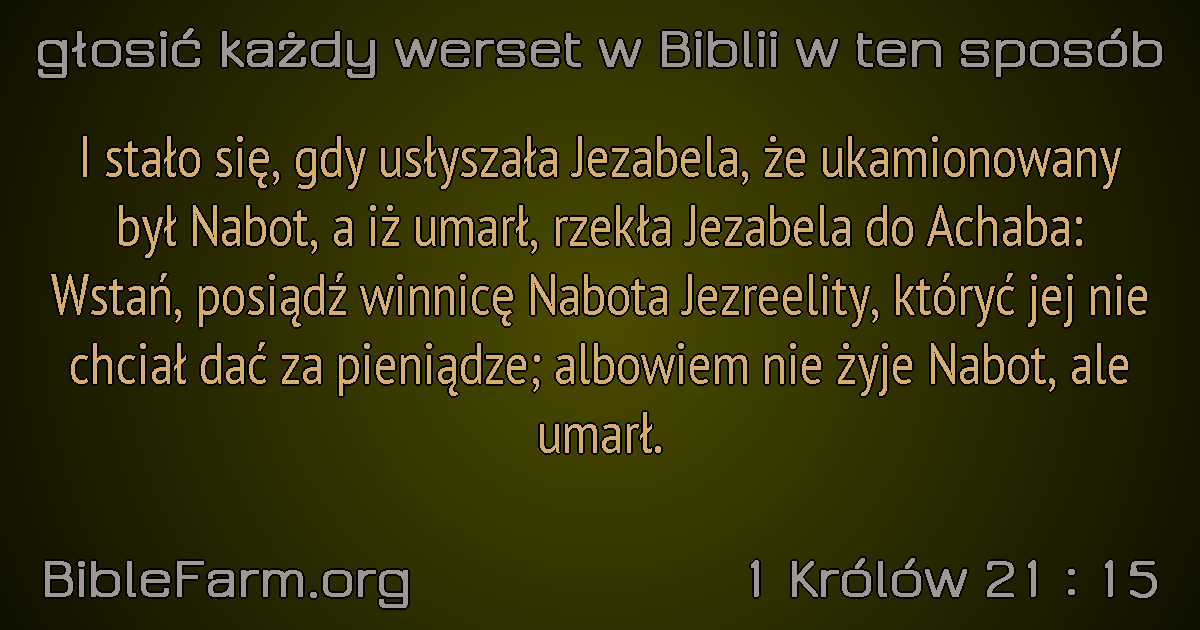 głosić każdy werset w Biblii w ten sposób
I stało się, gdy usłyszała Jezabela, że ukamionowany
był Nabot, a iż umarł, rzekła Jezabela do Achaba:
Wstań, posiądź winnicę Nabota Jezreelity, któryć jej nie
chciał dać za pieniądze; albowiem nie żyje Nabot, ale
umarł.
BibleFarm.org
1 Królów 21 : 15